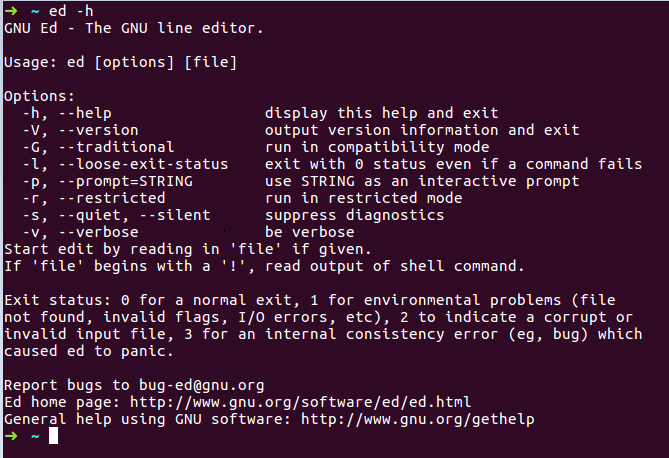 ➜ ~ ed -h
GNU Ed - The GNU line editor.
Usage: ed [options] [file]
Options:
-h, --help display this help and exit
-V, --version output version information and exit
-G, --traditional run in compatibility mode
-l, --loose-exit-status exit with 0 status even if a command fails
-p, --prompt=STRING use STRING as an interactive prompt
-r, --restricted run in restricted mode
-s, --quiet, --silent suppress diagnostics
-v, --verbose be verbose
Start edit by reading in 'file' if given.
If 'file' begins with a '!', read output of shell command.
Exit status: 0 for a normal exit, 1 for environmental problems (file
not found, invalid flags, I/O errors, etc), 2 to indicate a corrupt or
invalid input file, 3 for an internal consistency error (eg, bug) which
caused ed to panic.
Report bugs to bug-ed@gnu.org
Ed home page: http://www.gnu.org/software/ed/ed.html
General help using GNU software: http://www.gnu.org/gethelp
➜ ~